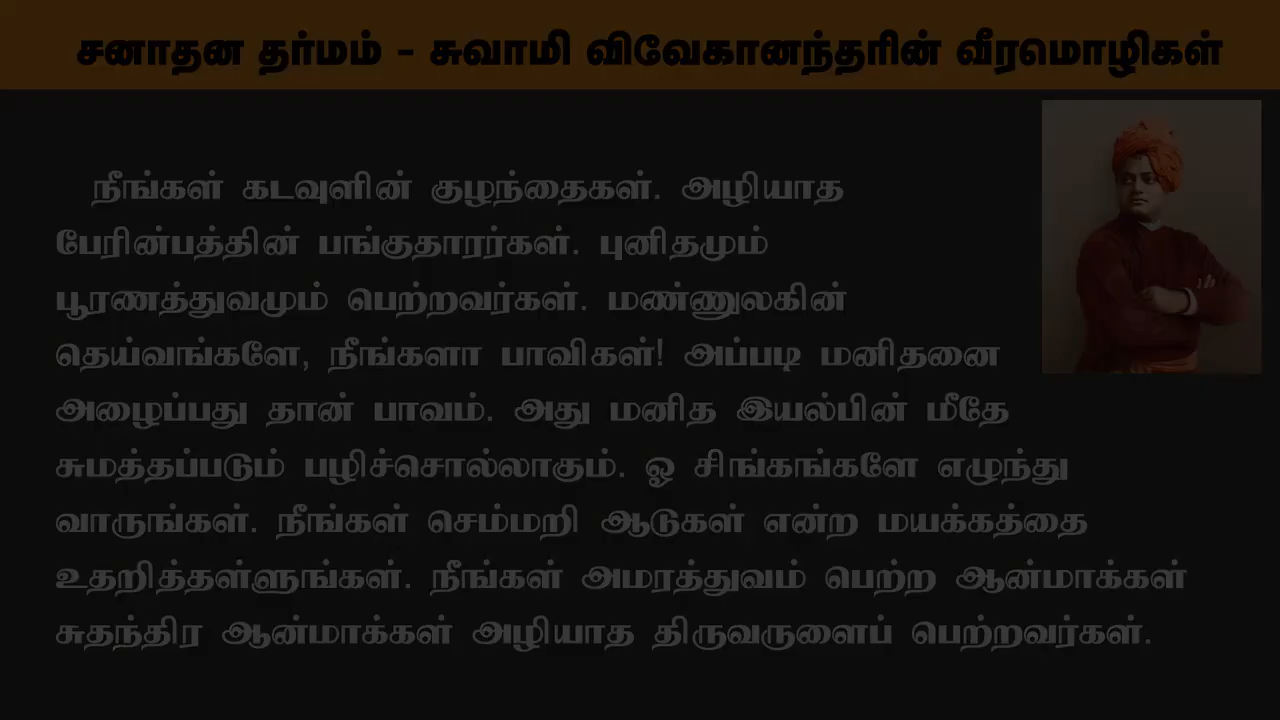 சனாதன தர்மம் - சுவாமி விவேகானந்தரின் வீரமொழிகள்
நீங்கள் கடவுளின் குழந்தைகள். அழியாத
பேரின்பத்தின் பங்குதாரர்கள். புனிதமும்
பூரணத்துவமும் பெற்றவர்கள். மண்ணுலகின்
தெய்வங்களே, நீங்களா பாவிகள்! அப்படி மனிதனை
அழைப்பது தான் பாவம். அது மனித இயல்பின் மீதே
சுமத்தப்படும் பழிச்சொல்லாகும். ஓ சிங்கங்களே எழுந்து
வாருங்கள். நீங்கள் செம்மறி ஆடுகள் என்ற மயக்கத்தை
உதறித்தள்ளுங்கள். நீங்கள் அமரத்துவம் பெற்ற ஆன்மாக்கள்
சுதந்திர ஆன்மாக்கள் அழியாத திருவருளைப் பெற்றவர்கள்.